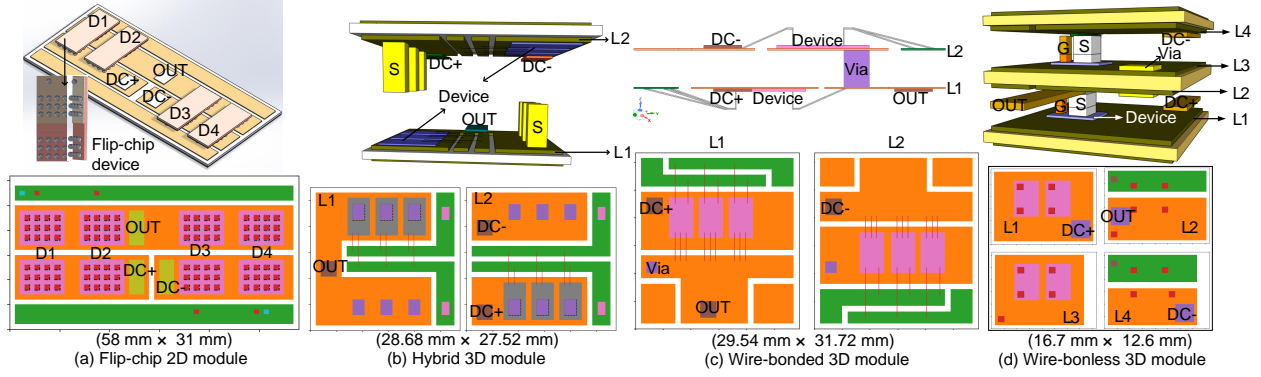 D1
D2
OUT
DC+
DC-
D3
D4
Flip-chip
device
OUT
D1
D2
D3
D4
DC+
DC-
(58 mm × 31 mm)
(a) Flip-chip 2D module
L2
S
DC+
DC-
Device
OUT
S
L1
L1
L2
DC-
OUT
DC+
(28.68 mm × 27.52 mm)
(b) Hybrid 3D module
DC-
Device
L2
Via
DC+
Device
OUT
L1
L1
L2
DC+
DC-
Via
OUT
(29.54 mm × 31.72 mm)
(c) Wire-bonded 3D module
L4
DC-
G
S
Via
L3
L2
OUT
G
S
DC+
L1
Device
L1
DC+
OUT
L2
L3
L4
DC-
(16.7 mm × 12.6 mm)
(d) Wire-bonless 3D module